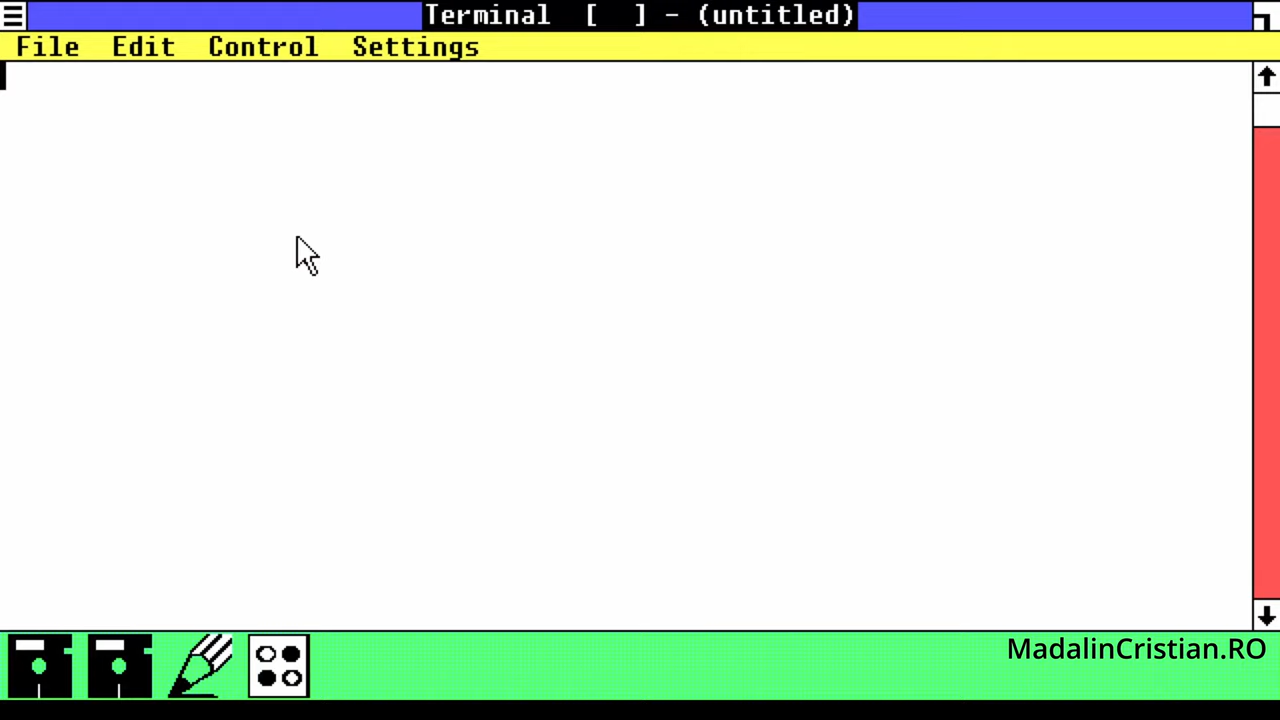 Terminal [ ] - (untitled)
File Edit Control Settings
MadalinCristian.RO